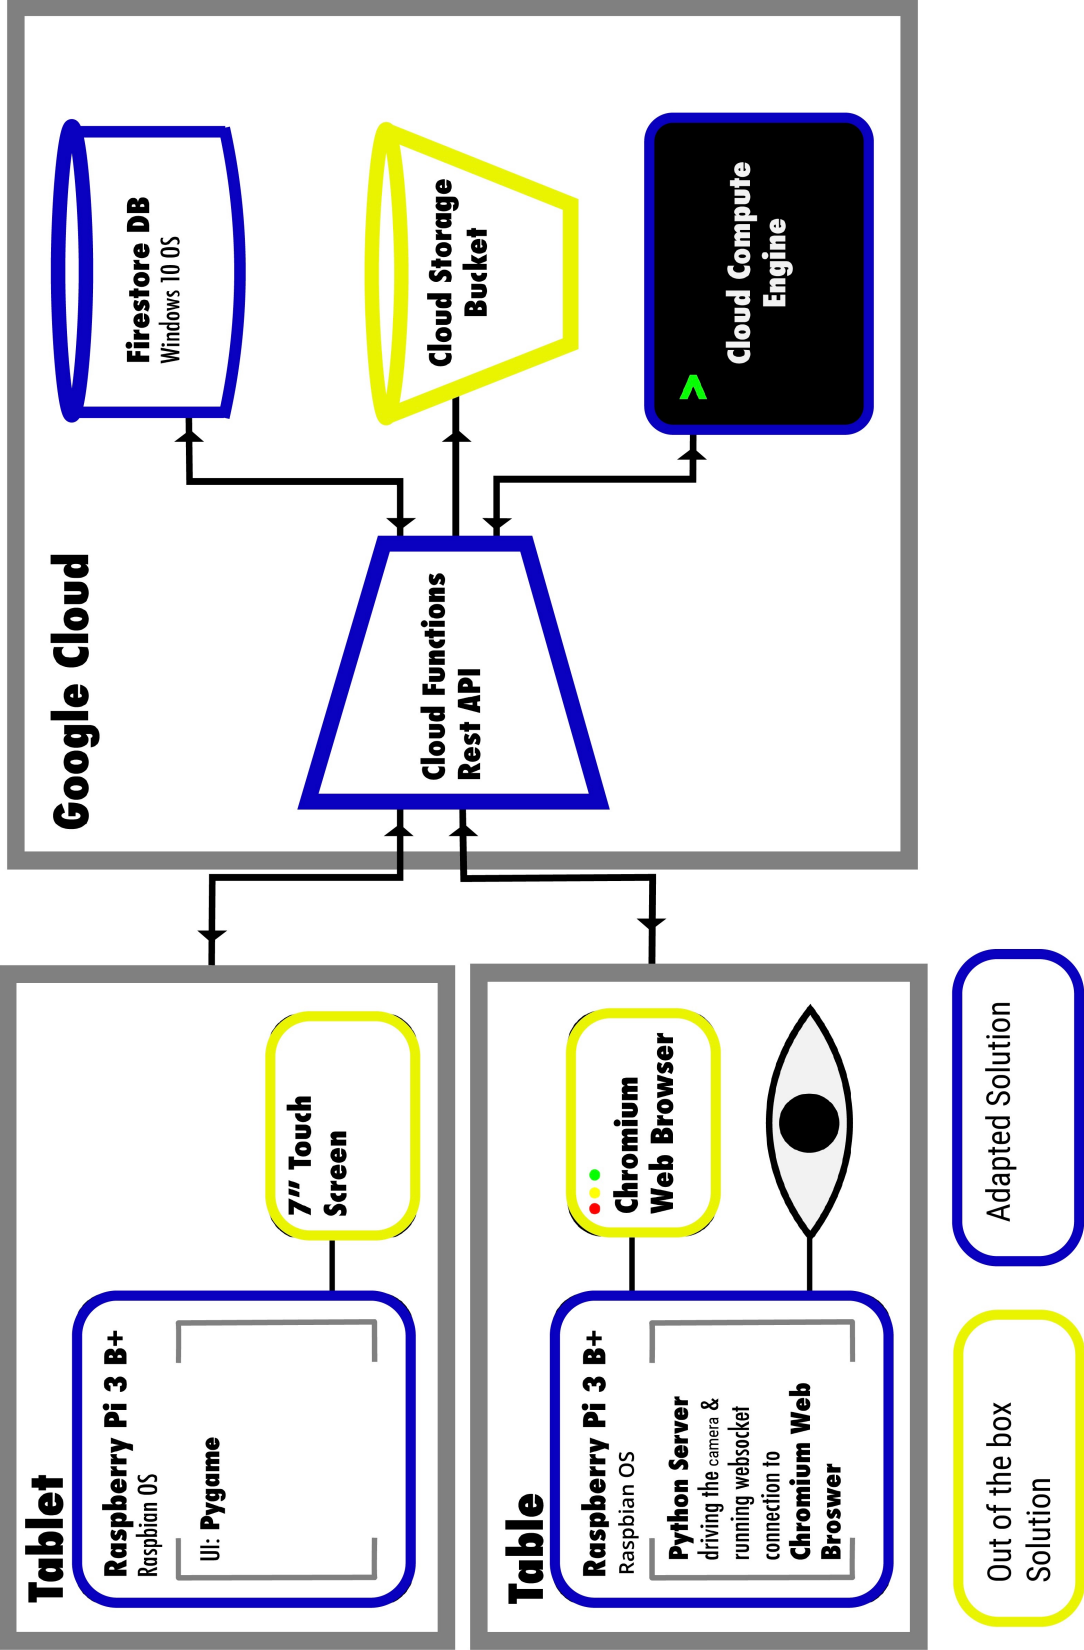 Tablet
Raspberry Pi 3 B+
Raspbian OS
UI: Pygame
7" Touch
Screen
Table
Raspberry Pi 3 B+
Raspbian OS
Python Server
driving the camera &
running websocket
connection to
Chromium Web
Broswer
Chromium
Web Browser
Google Cloud
Cloud Functions
Rest API
Firestore DB
Windows 10 OS
Cloud Storage
Bucket
>
Cloud Compute
Engine
Out of the box
Solution
Adapted Solution